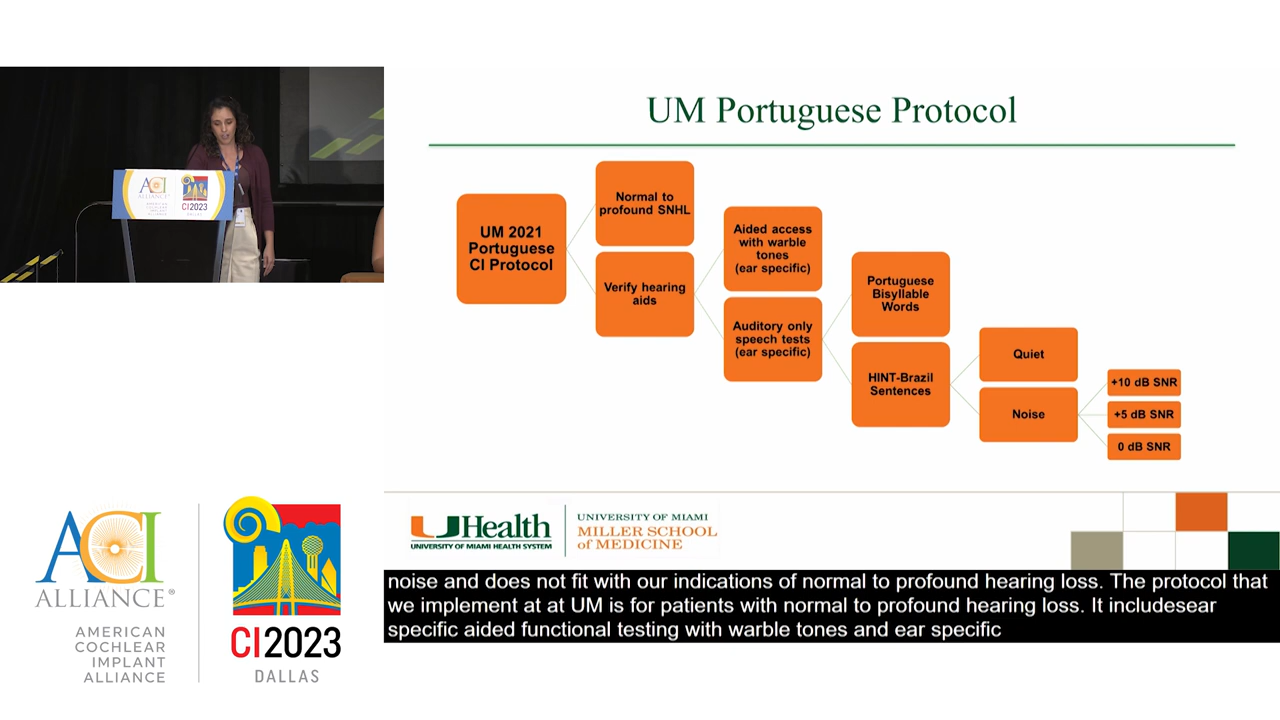 UM Portuguese Protocol
UM 2021
Portuguese
CI Protocol
Normal to
profound SNHL
Verify hearing
aids
Aided access
with warble
tones
(ear specific)
Auditory only
speech tests
(ear specific)
Portuguese
Bisyllable
Words
HINT-Brazil
Sentences
Quiet
Noise
+10 dB SNR
+5 dB SNR
0 dB SNR
ACI
ALLIANCE
CI2023
DALLAS
UHealth
UNIVERSITY OF MIAMI HEALTH SYSTEM
UNIVERSITY OF MIAMI
MILLER SCHOOL
of MEDICINE
noise and does not fit with our indications of normal to profound hearing loss. The protocol that
we implement at at UM is for patients with normal to profound hearing loss. It includesear
specific aided functional testing with warble tones and ear specific
ACI
ALLIANCE®
AMERICAN
COCHLEAR
IMPLANT
ALLIANCE
CI2023
DALLAS